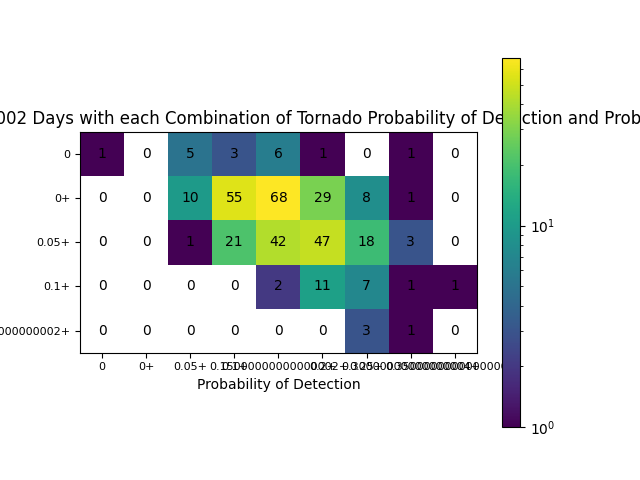 002 Days with each Combination of Tornado Probability of Detection and Prob
0 1 0 5 3 6 1 0 1 0
0+ 0 0 10 55 68 29 8 1 0
0.05+ 0 0 1 21 42 47 18 3 0
0.1+ 0 0 0 0 2 11 7 1 1
000000002+ 0 0 0 0 0 0 3 1 0
0 0+ 0.05+
Probability of Detection
10¹
10⁰